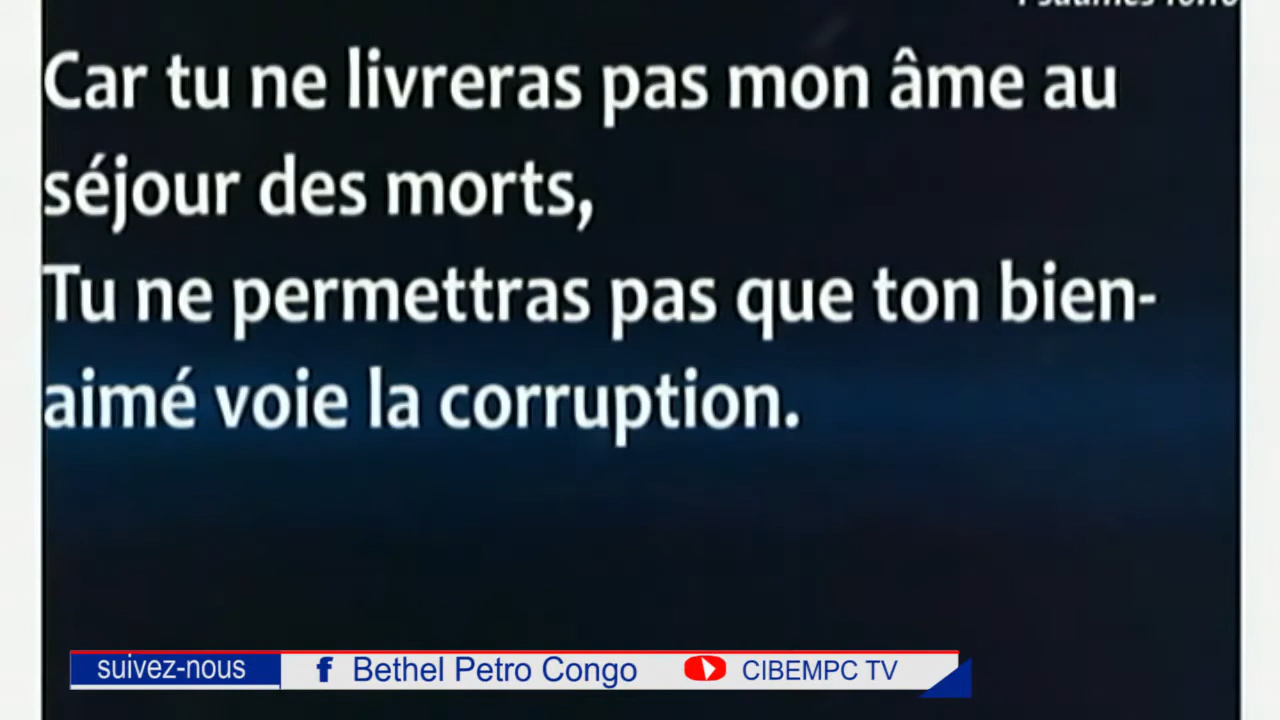 Car tu ne livreras pas mon âme au
séjour des morts,
Tu ne permettras pas que ton bien-
aimé voie la corruption.
suivez-nous f Bethel Petro Congo CIBEMPC TV